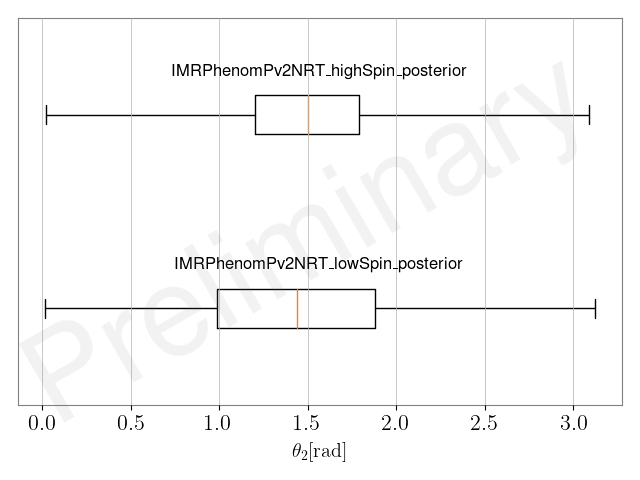 IMRPhenomPv2NRT_highSpin_posterior
Preliminary
IMRPhenomPv2NRT_lowSpin_posterior
0.0 0.5 1.0 1.5 2.0 2.5 3.0
θ₂[rad]